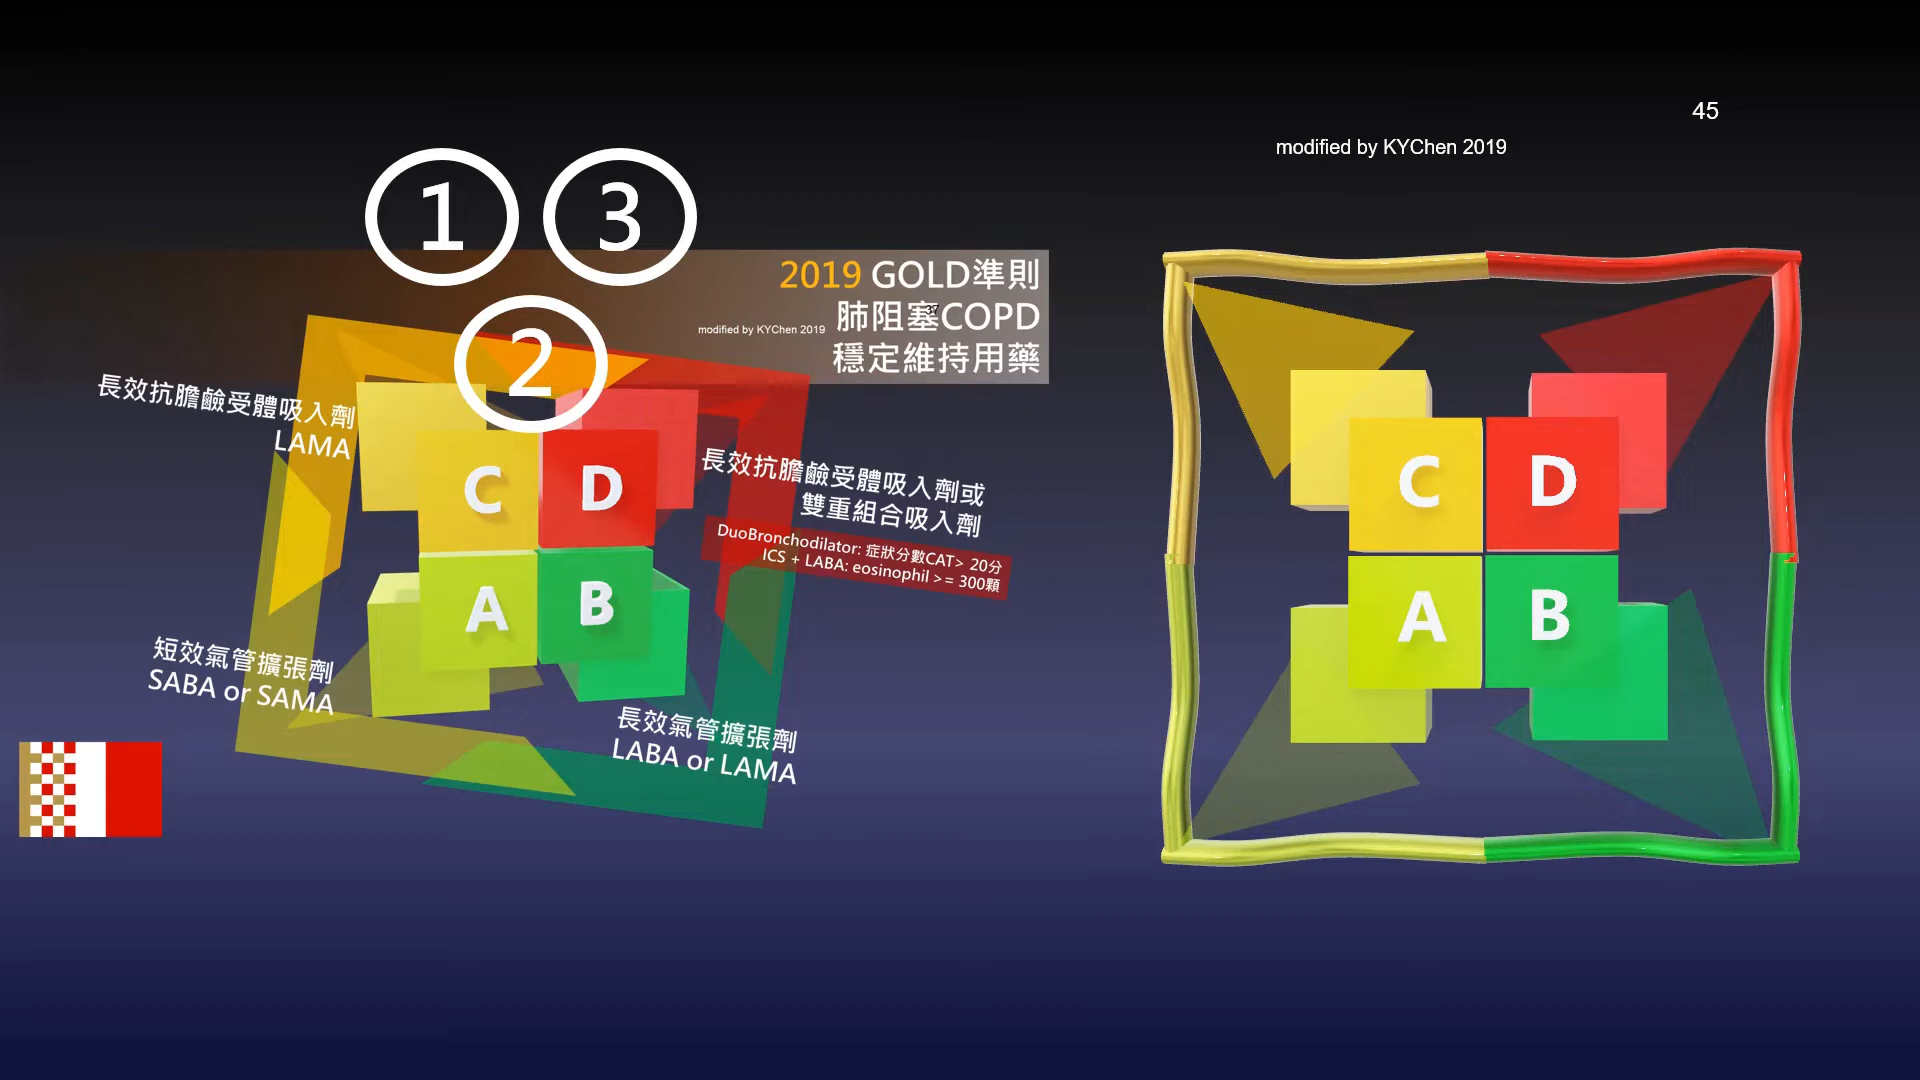 45
modified by KYChen 2019
1
3
2
2019 GOLD準則
肺阻塞COPD
modified by KYChen 2019
37
穩定維持用藥
長效抗膽鹼受體吸入劑
LAMA
C
D
A
B
長效抗膽鹼受體吸入劑或
雙重組合吸入劑
DuoBronchodilator: 症狀分數CAT> 20分
ICS + LABA: eosinophil >= 300顆
短效氣管擴張劑
SABA or SAMA
長效氣管擴張劑
LABA or LAMA
C
D
A
B